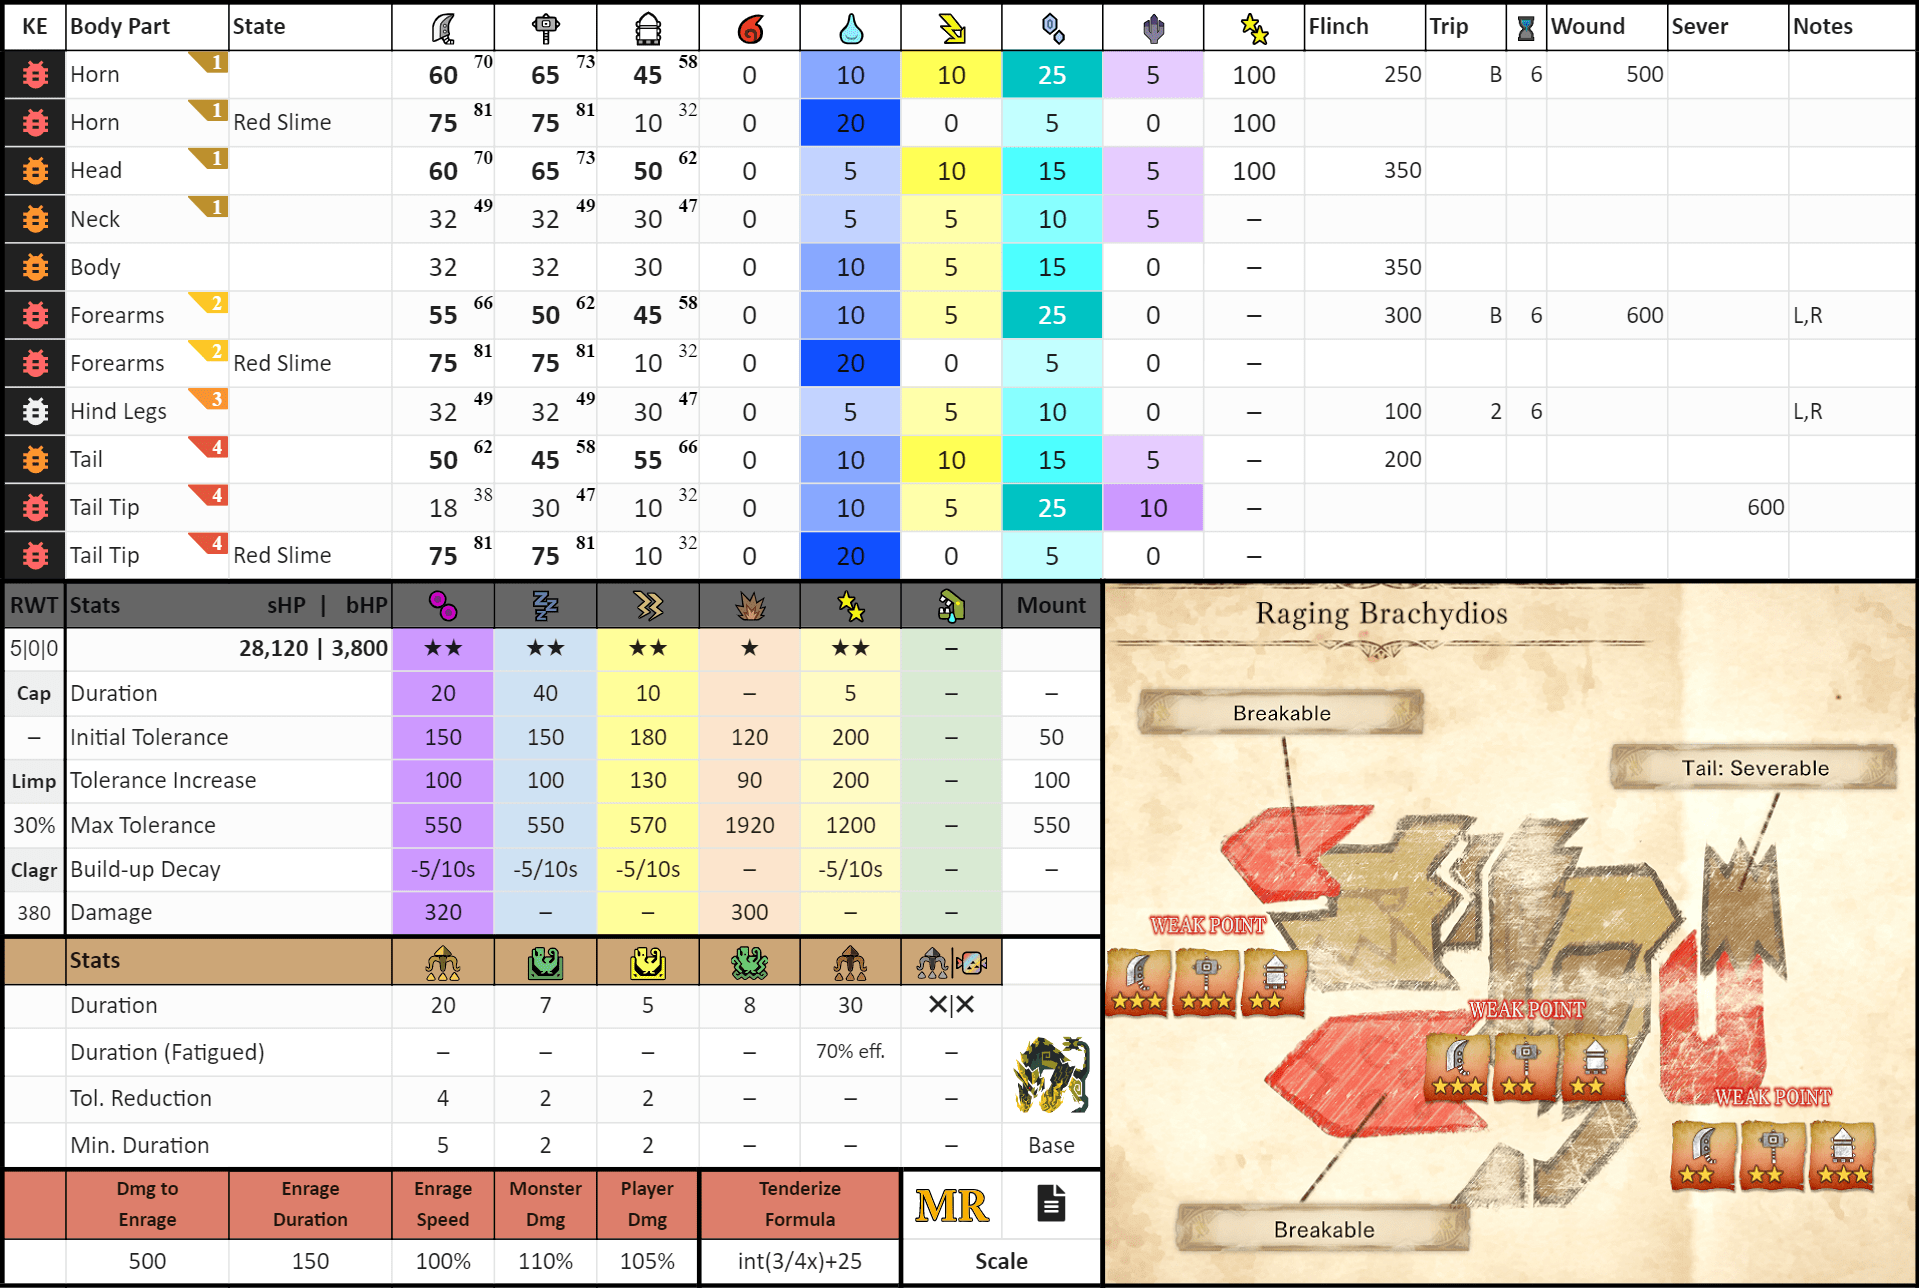 KE Body Part State Flinch Trip Wound Sever Notes
Horn 1 60 70 65 73 45 58 0 10 10 25 5 100 250 B 6 500
Horn 1 Red Slime 75 81 75 81 10 32 0 20 0 5 0 100
Head 1 60 70 65 73 50 62 0 5 10 15 5 100 350
Neck 1 32 49 32 49 30 47 0 5 5 10 5 –
Body 32 32 30 0 10 5 15 0 – 350
Forearms 2 55 66 50 62 45 58 0 10 5 25 0 – 300 B 6 600 L,R
Forearms 2 Red Slime 75 81 75 81 10 32 0 20 0 5 0 –
Hind Legs 3 32 49 32 49 30 47 0 5 5 10 0 – 100 2 6 L,R
Tail 4 50 62 45 58 55 66 0 10 10 15 5 – 200
Tail Tip 4 18 38 30 47 10 32 0 10 5 25 10 – 600
Tail Tip 4 Red Slime 75 81 75 81 10 32 0 20 0 5 0 –
RWT Stats sHP | bHP Mount
5|0|0 28,120 | 3,800 ★★ ★★ ★★ ★ ★★ –
Cap Duration 20 40 10 – 5 – –
– Initial Tolerance 150 150 180 120 200 – 50
Limp Tolerance Increase 100 100 130 90 200 – 100
30% Max Tolerance 550 550 570 1920 1200 – 550
Clagr Build-up Decay -5/10s -5/10s -5/10s – -5/10s – –
380 Damage 320 – – 300 – –
Stats
Duration 20 7 5 8 30 ✕|✕
Duration (Fatigued) – – – – 70% eff. –
Tol. Reduction 4 2 2 – – –
Min. Duration 5 2 2 – – – Base
Dmg to Enrage Enrage Duration Enrage Speed Monster Dmg Player Dmg Tenderize Formula MR
500 150 100% 110% 105% int(3/4x)+25 Scale
Raging Brachydios
Breakable
Tail: Severable
WEAK POINT
WEAK POINT
WEAK POINT
Breakable